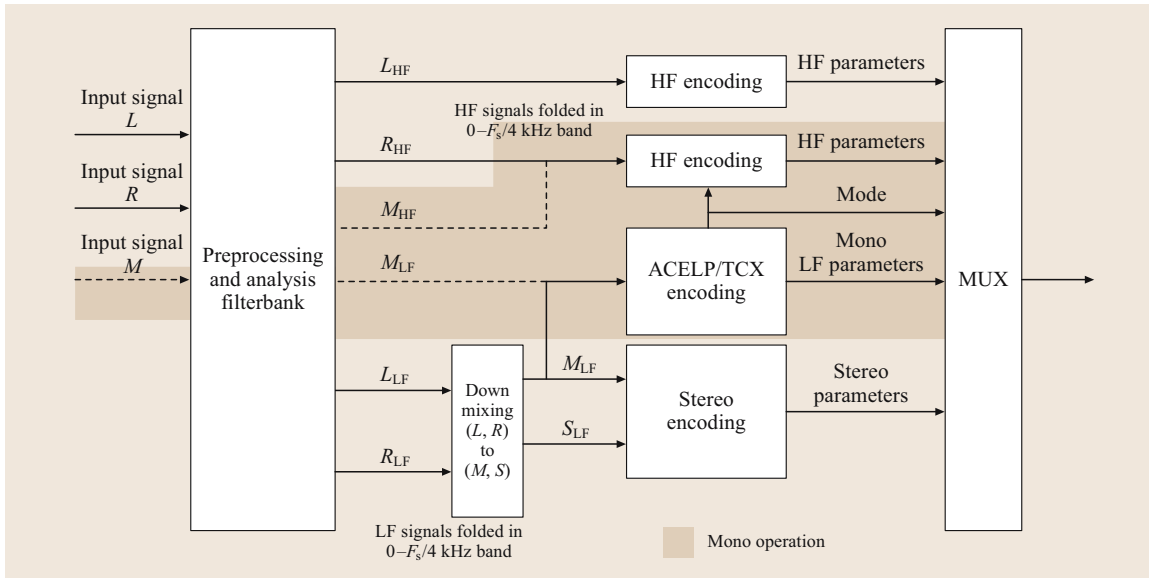 Input signal
L
Input signal
R
Input signal
M
Preprocessing
and analysis
filterbank
L_HF
R_HF
M_HF
M_LF
L_LF
R_LF
HF signals folded in
0–F_s/4 kHz band
Down
mixing
(L, R)
to
(M, S)
LF signals folded in
0–F_s/4 kHz band
M_LF
S_LF
HF encoding
HF encoding
ACELP/TCX
encoding
Stereo
encoding
HF parameters
HF parameters
Mode
Mono
LF parameters
Stereo
parameters
MUX
Mono operation